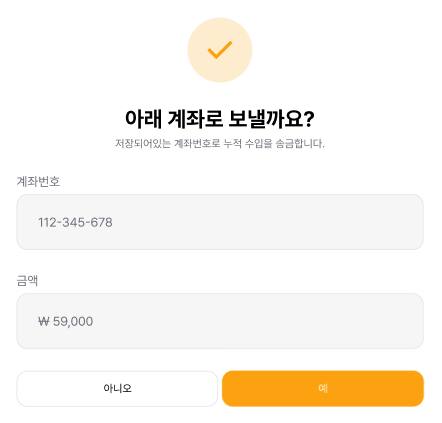 아래 계좌로 보낼까요?
저장되어있는 계좌번호로 누적 수입을 송금합니다.
계좌번호
112-345-678
금액
₩ 59,000
아니오
예